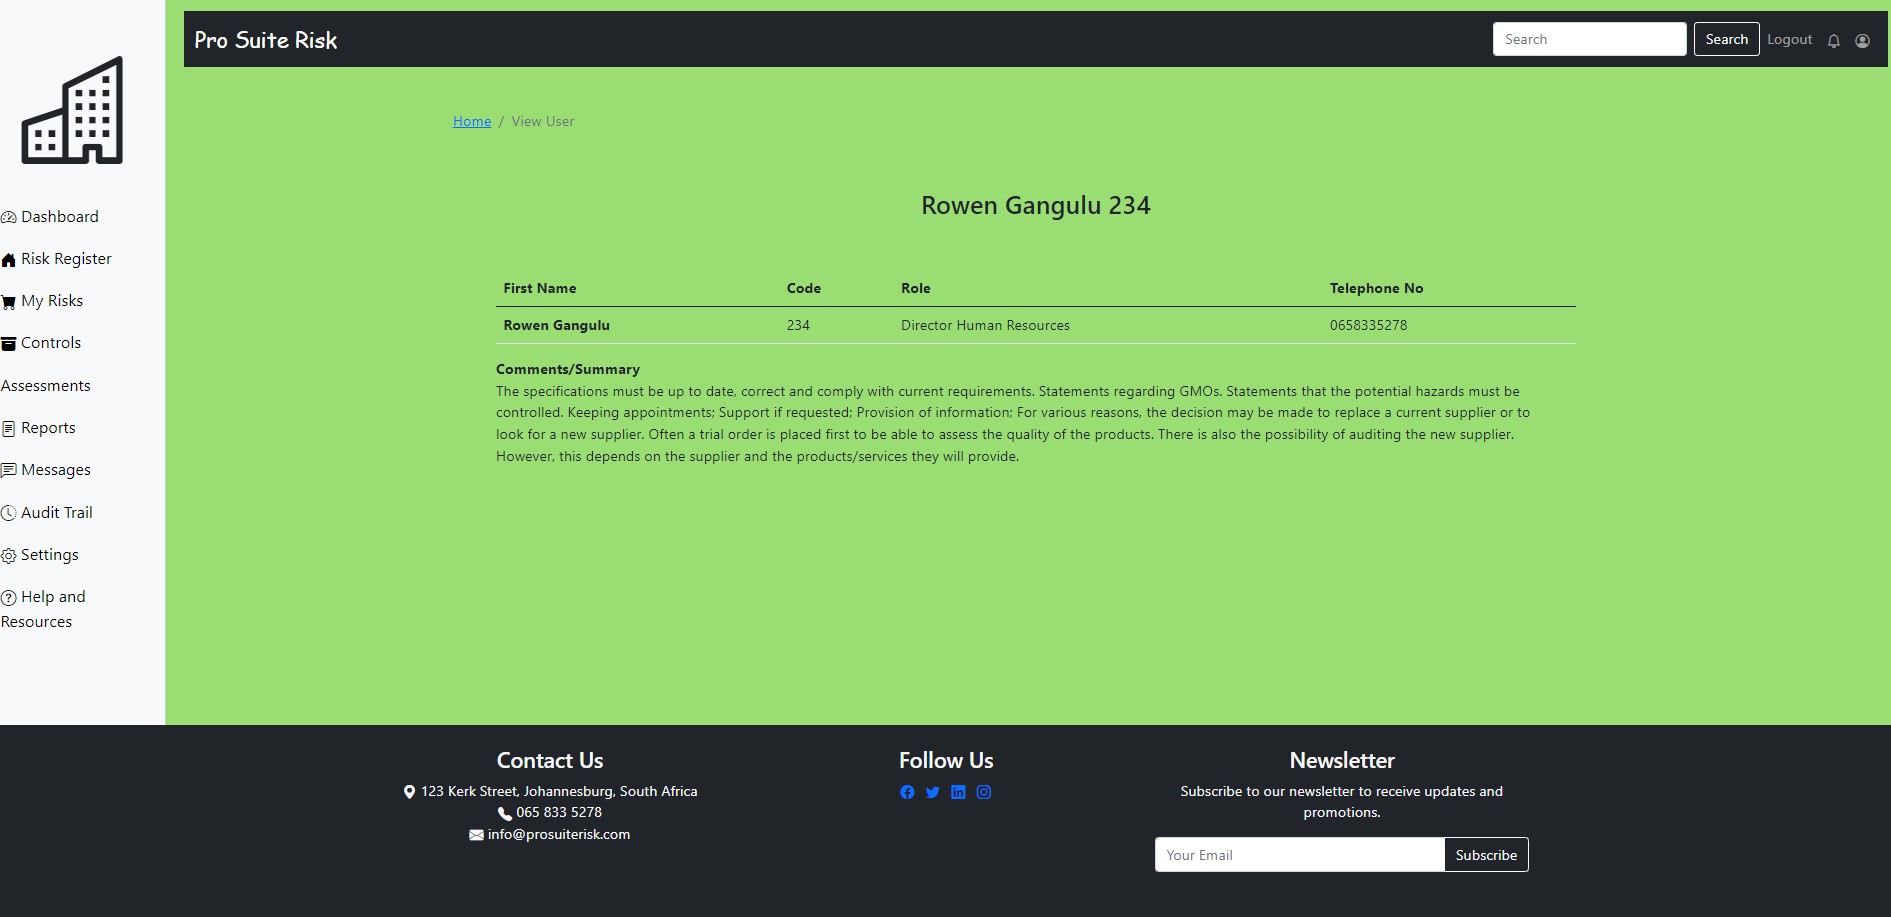 Pro Suite Risk
Search
Search
Logout
Home / View User
Dashboard
Risk Register
My Risks
Controls
Assessments
Reports
Messages
Audit Trail
Settings
Help and
Resources
Rowen Gangulu 234
First Name Code Role Telephone No
Rowen Gangulu 234 Director Human Resources 0658335278
Comments/Summary
The specifications must be up to date, correct and comply with current requirements. Statements regarding GMOs. Statements that the potential hazards must be
controlled. Keeping appointments; Support if requested; Provision of information; For various reasons, the decision may be made to replace a current supplier or to
look for a new supplier. Often a trial order is placed first to be able to assess the quality of the products. There is also the possibility of auditing the new supplier.
However, this depends on the supplier and the products/services they will provide.
Contact Us
123 Kerk Street, Johannesburg, South Africa
065 833 5278
info@prosuiterisk.com
Follow Us
Newsletter
Subscribe to our newsletter to receive updates and
promotions.
Your Email
Subscribe